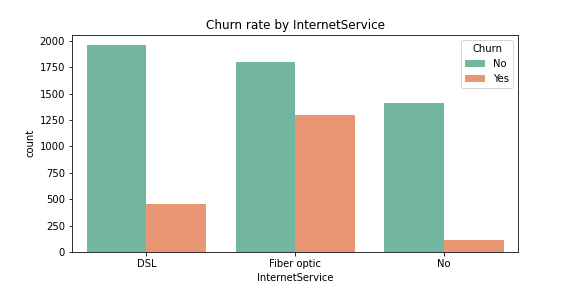 Churn rate by InternetService
2000
1750
1500
1250
1000
750
500
250
0
count
Churn
No
Yes
DSL
Fiber optic
No
InternetService